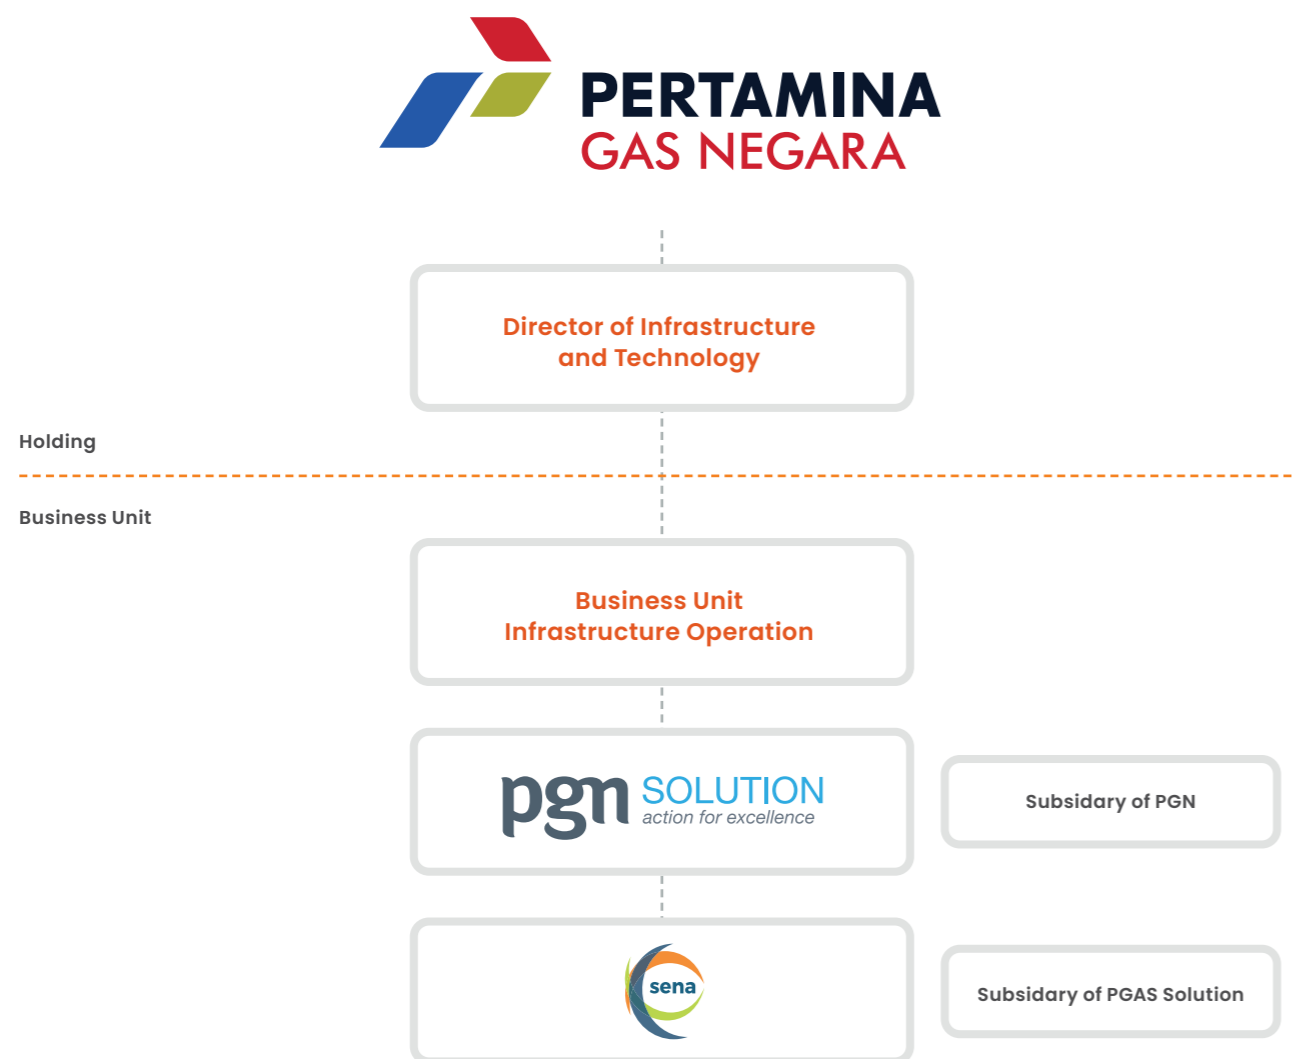 PERTAMINA
GAS NEGARA
Director of Infrastructure
and Technology
Holding
Business Unit
Business Unit
Infrastructure Operation
pgn SOLUTION
action for excellence
Subsidary of PGN
sena
Subsidary of PGAS Solution